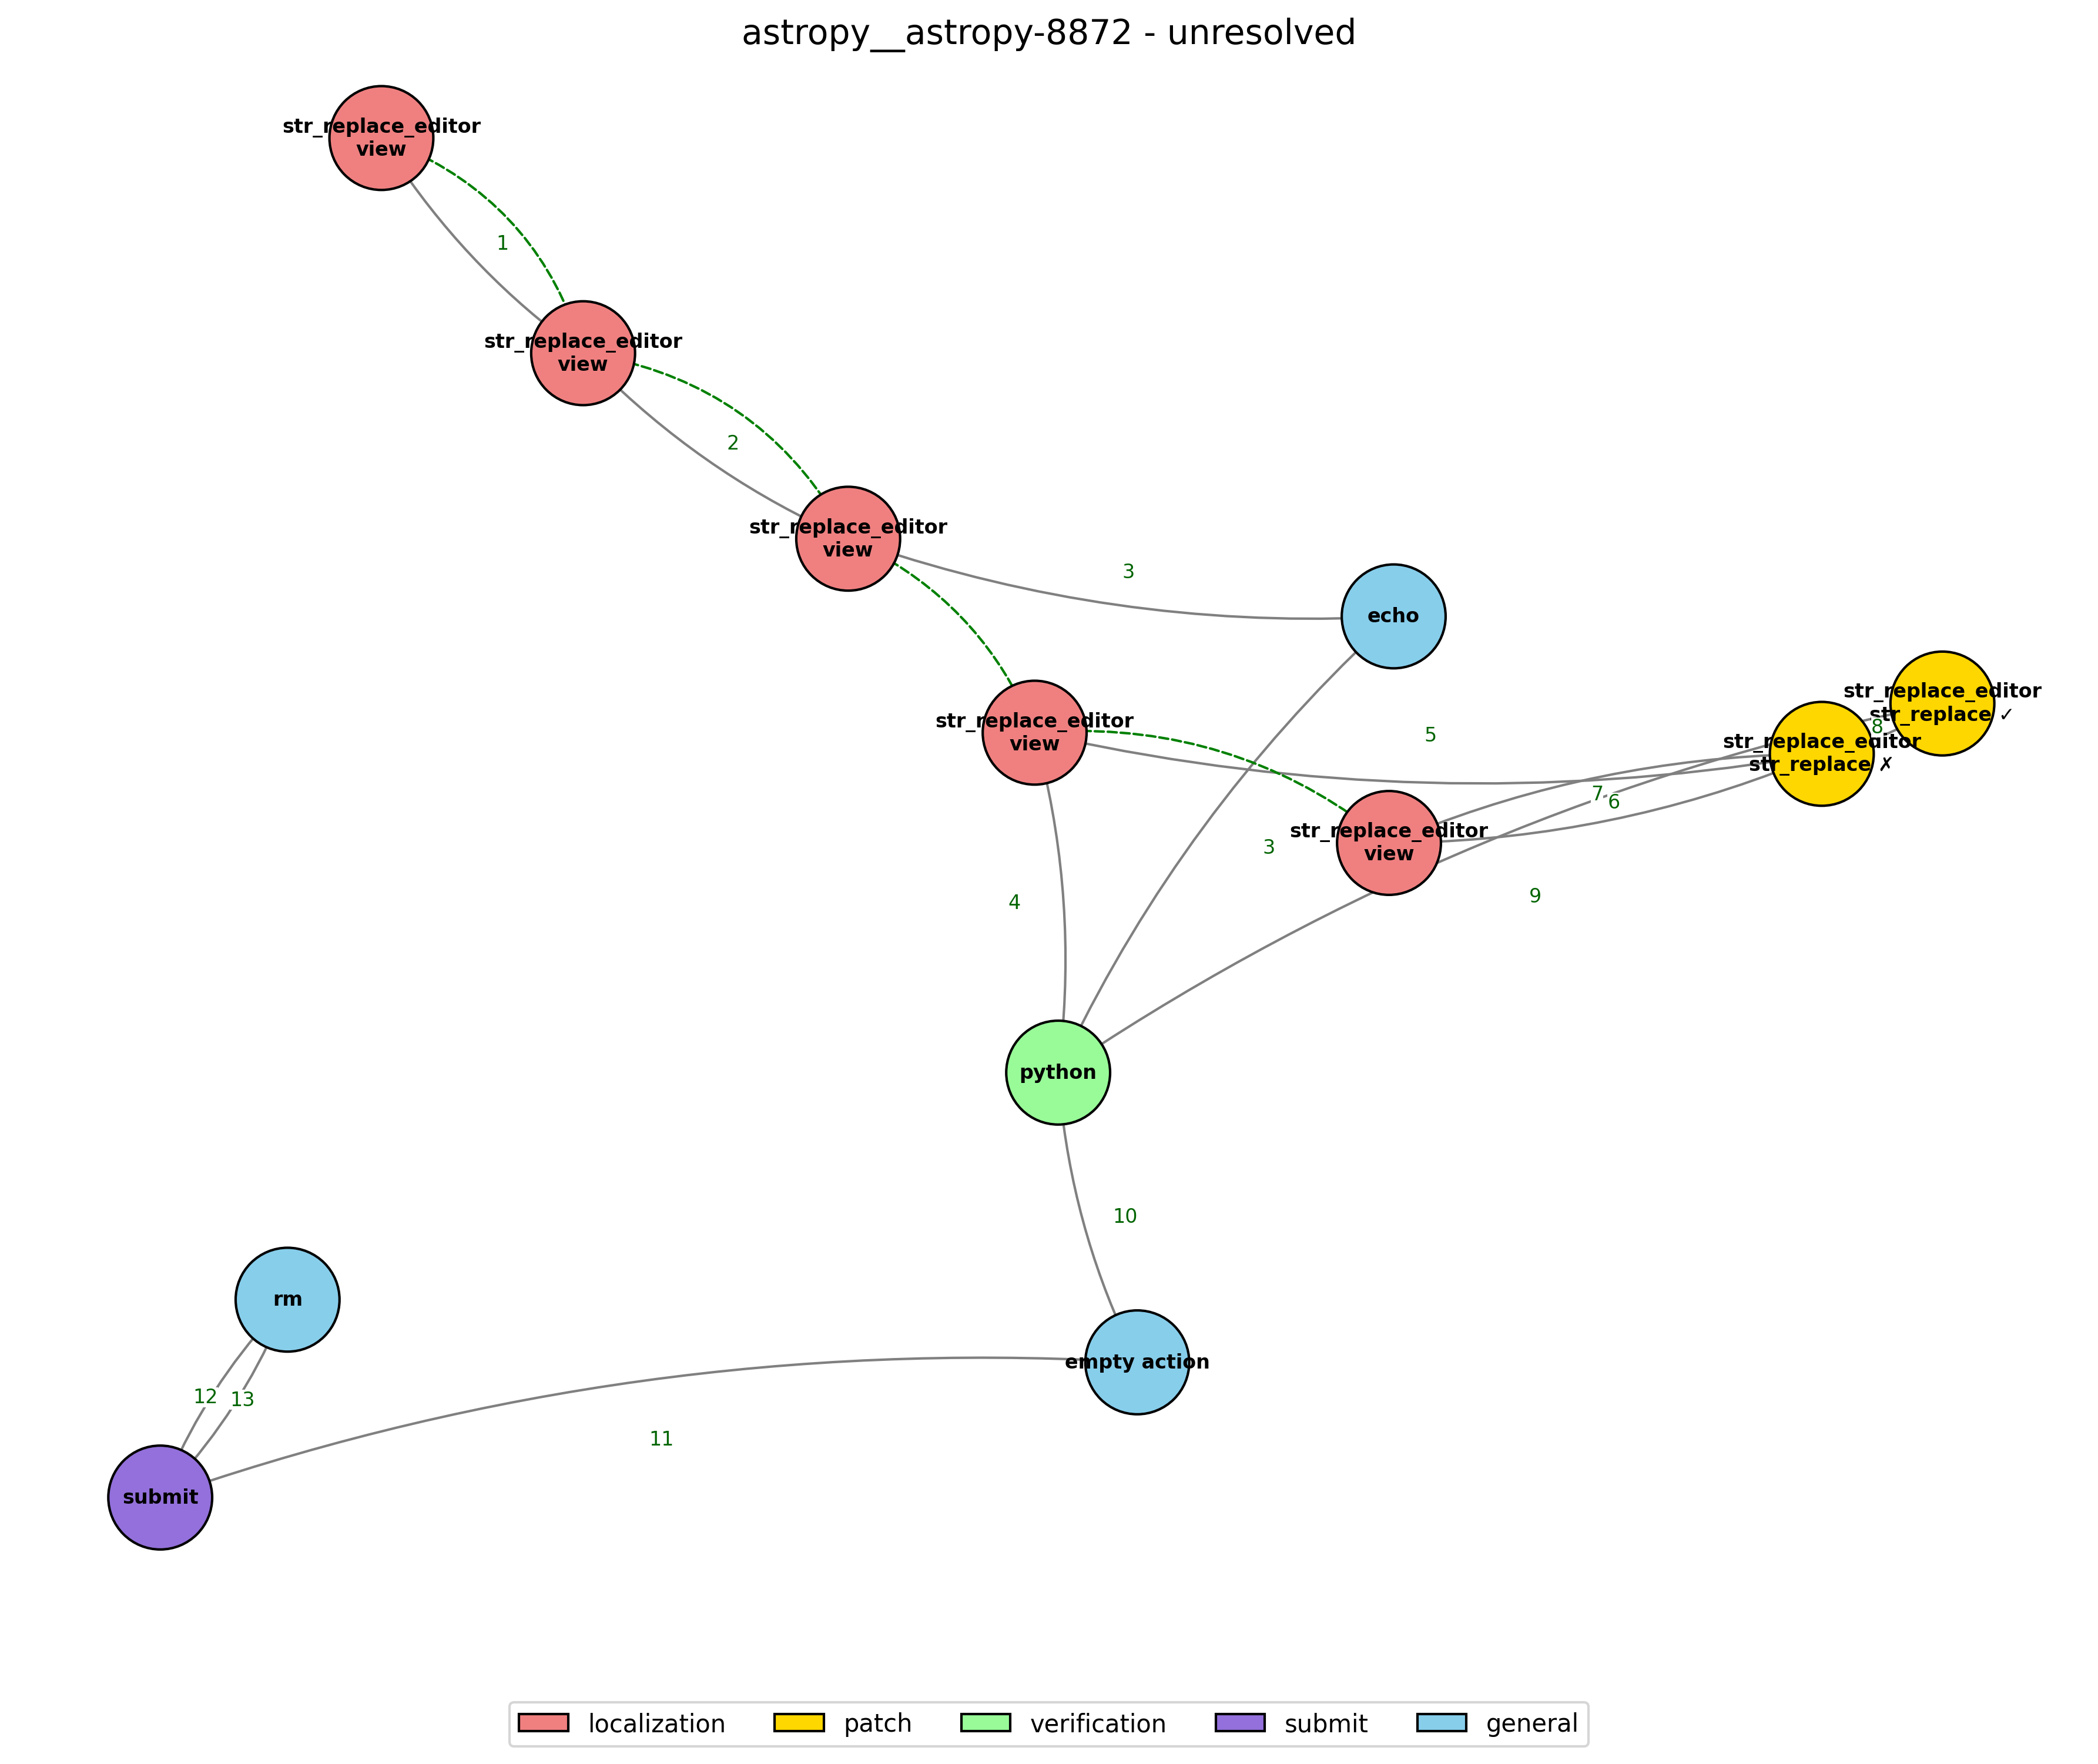 astropy__astropy-8872 - unresolved
str_replace_editor
view
1
str_replace_editor
view
2
str_replace_editor
view
3
echo
str_replace_editor
str_replace ✓
8
str_replace_editor
view
5
str_replace_editor
str_replace ✗
7
6
str_replace_editor
view
3
4
9
python
10
rm
empty action
12
13
11
submit
localization
patch
verification
submit
general